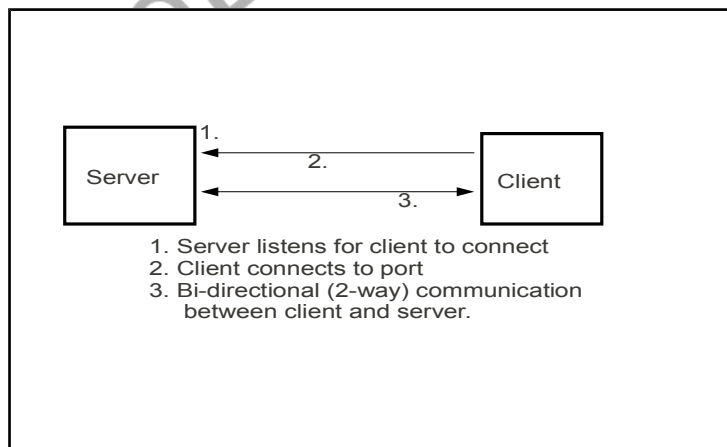 1.
2.
Server
Client
3.
1. Server listens for client to connect
2. Client connects to port
3. Bi-directional (2-way) communication
between client and server.